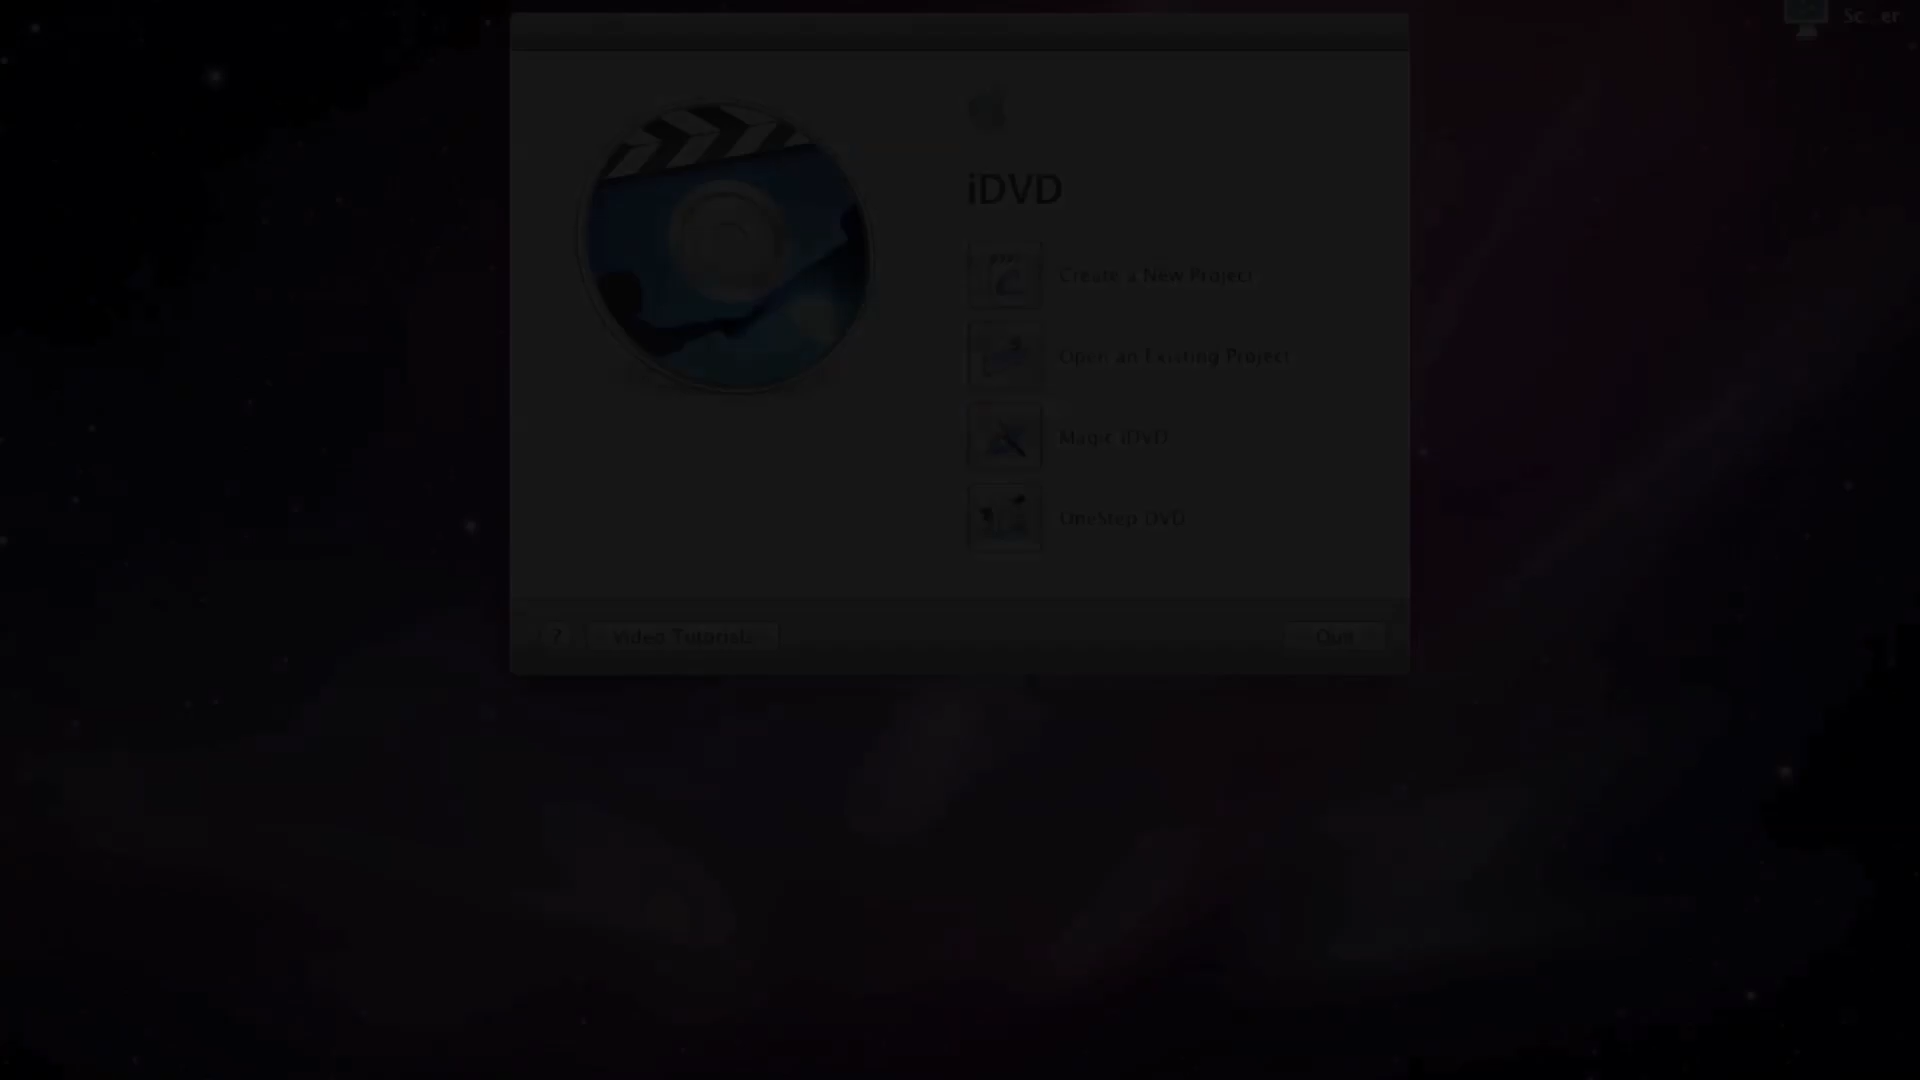 iDVD
Create a New Project
Open an Existing Project
Magic iDVD
OneStep DVD
? Video Tutorials
Quit